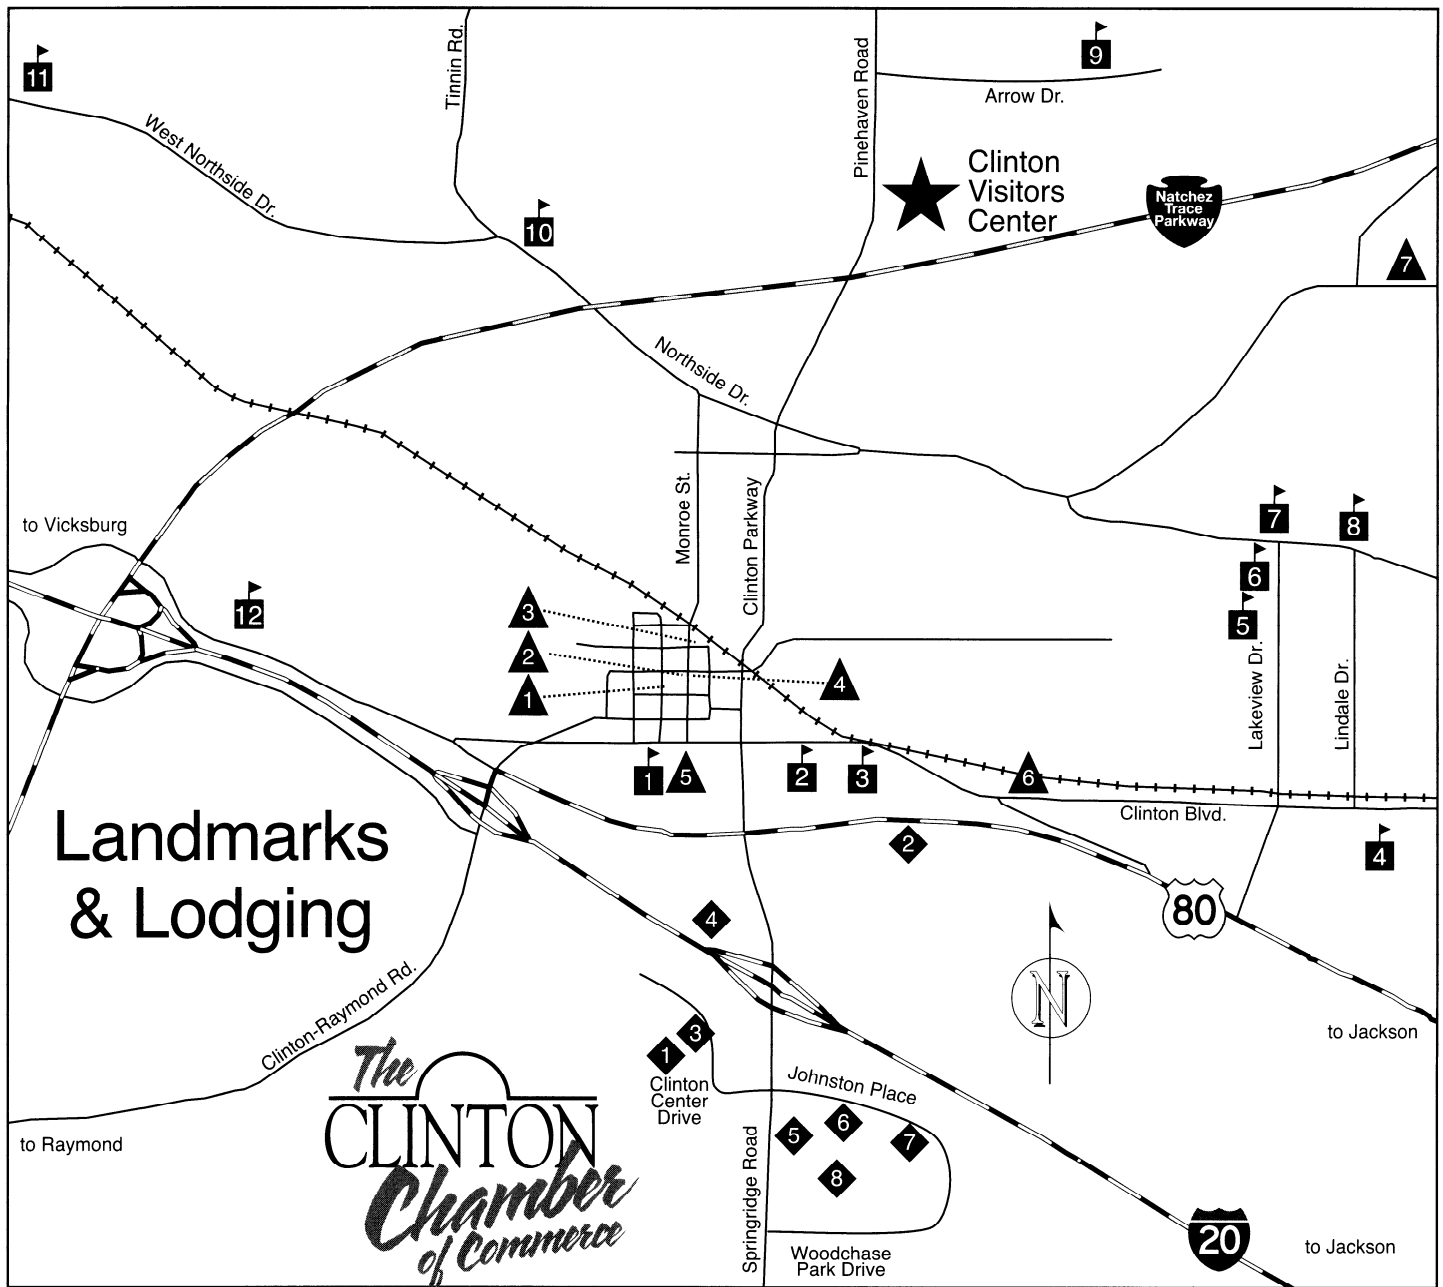 11
West Northside Dr.
Tinnin Rd.
10
Pinehaven Road
9
Arrow Dr.
Clinton
Visitors
Center
Natchez
Trace
Parkway
7
Northside Dr.
to Vicksburg
12
Monroe St.
Clinton Parkway
3
2
1
4
7
8
6
5
Lakeview Dr.
Lindale Dr.
1
5
2
3
6
Clinton Blvd.
4
2
80
Landmarks
& Lodging
4
N
to Jackson
Clinton-Raymond Rd.
3
1
Clinton
Center
Drive
Johnston Place
5
6
7
8
Springridge Road
Woodchase
Park Drive
to Raymond
The
CLINTON
Chamber
of Commerce
20
to Jackson